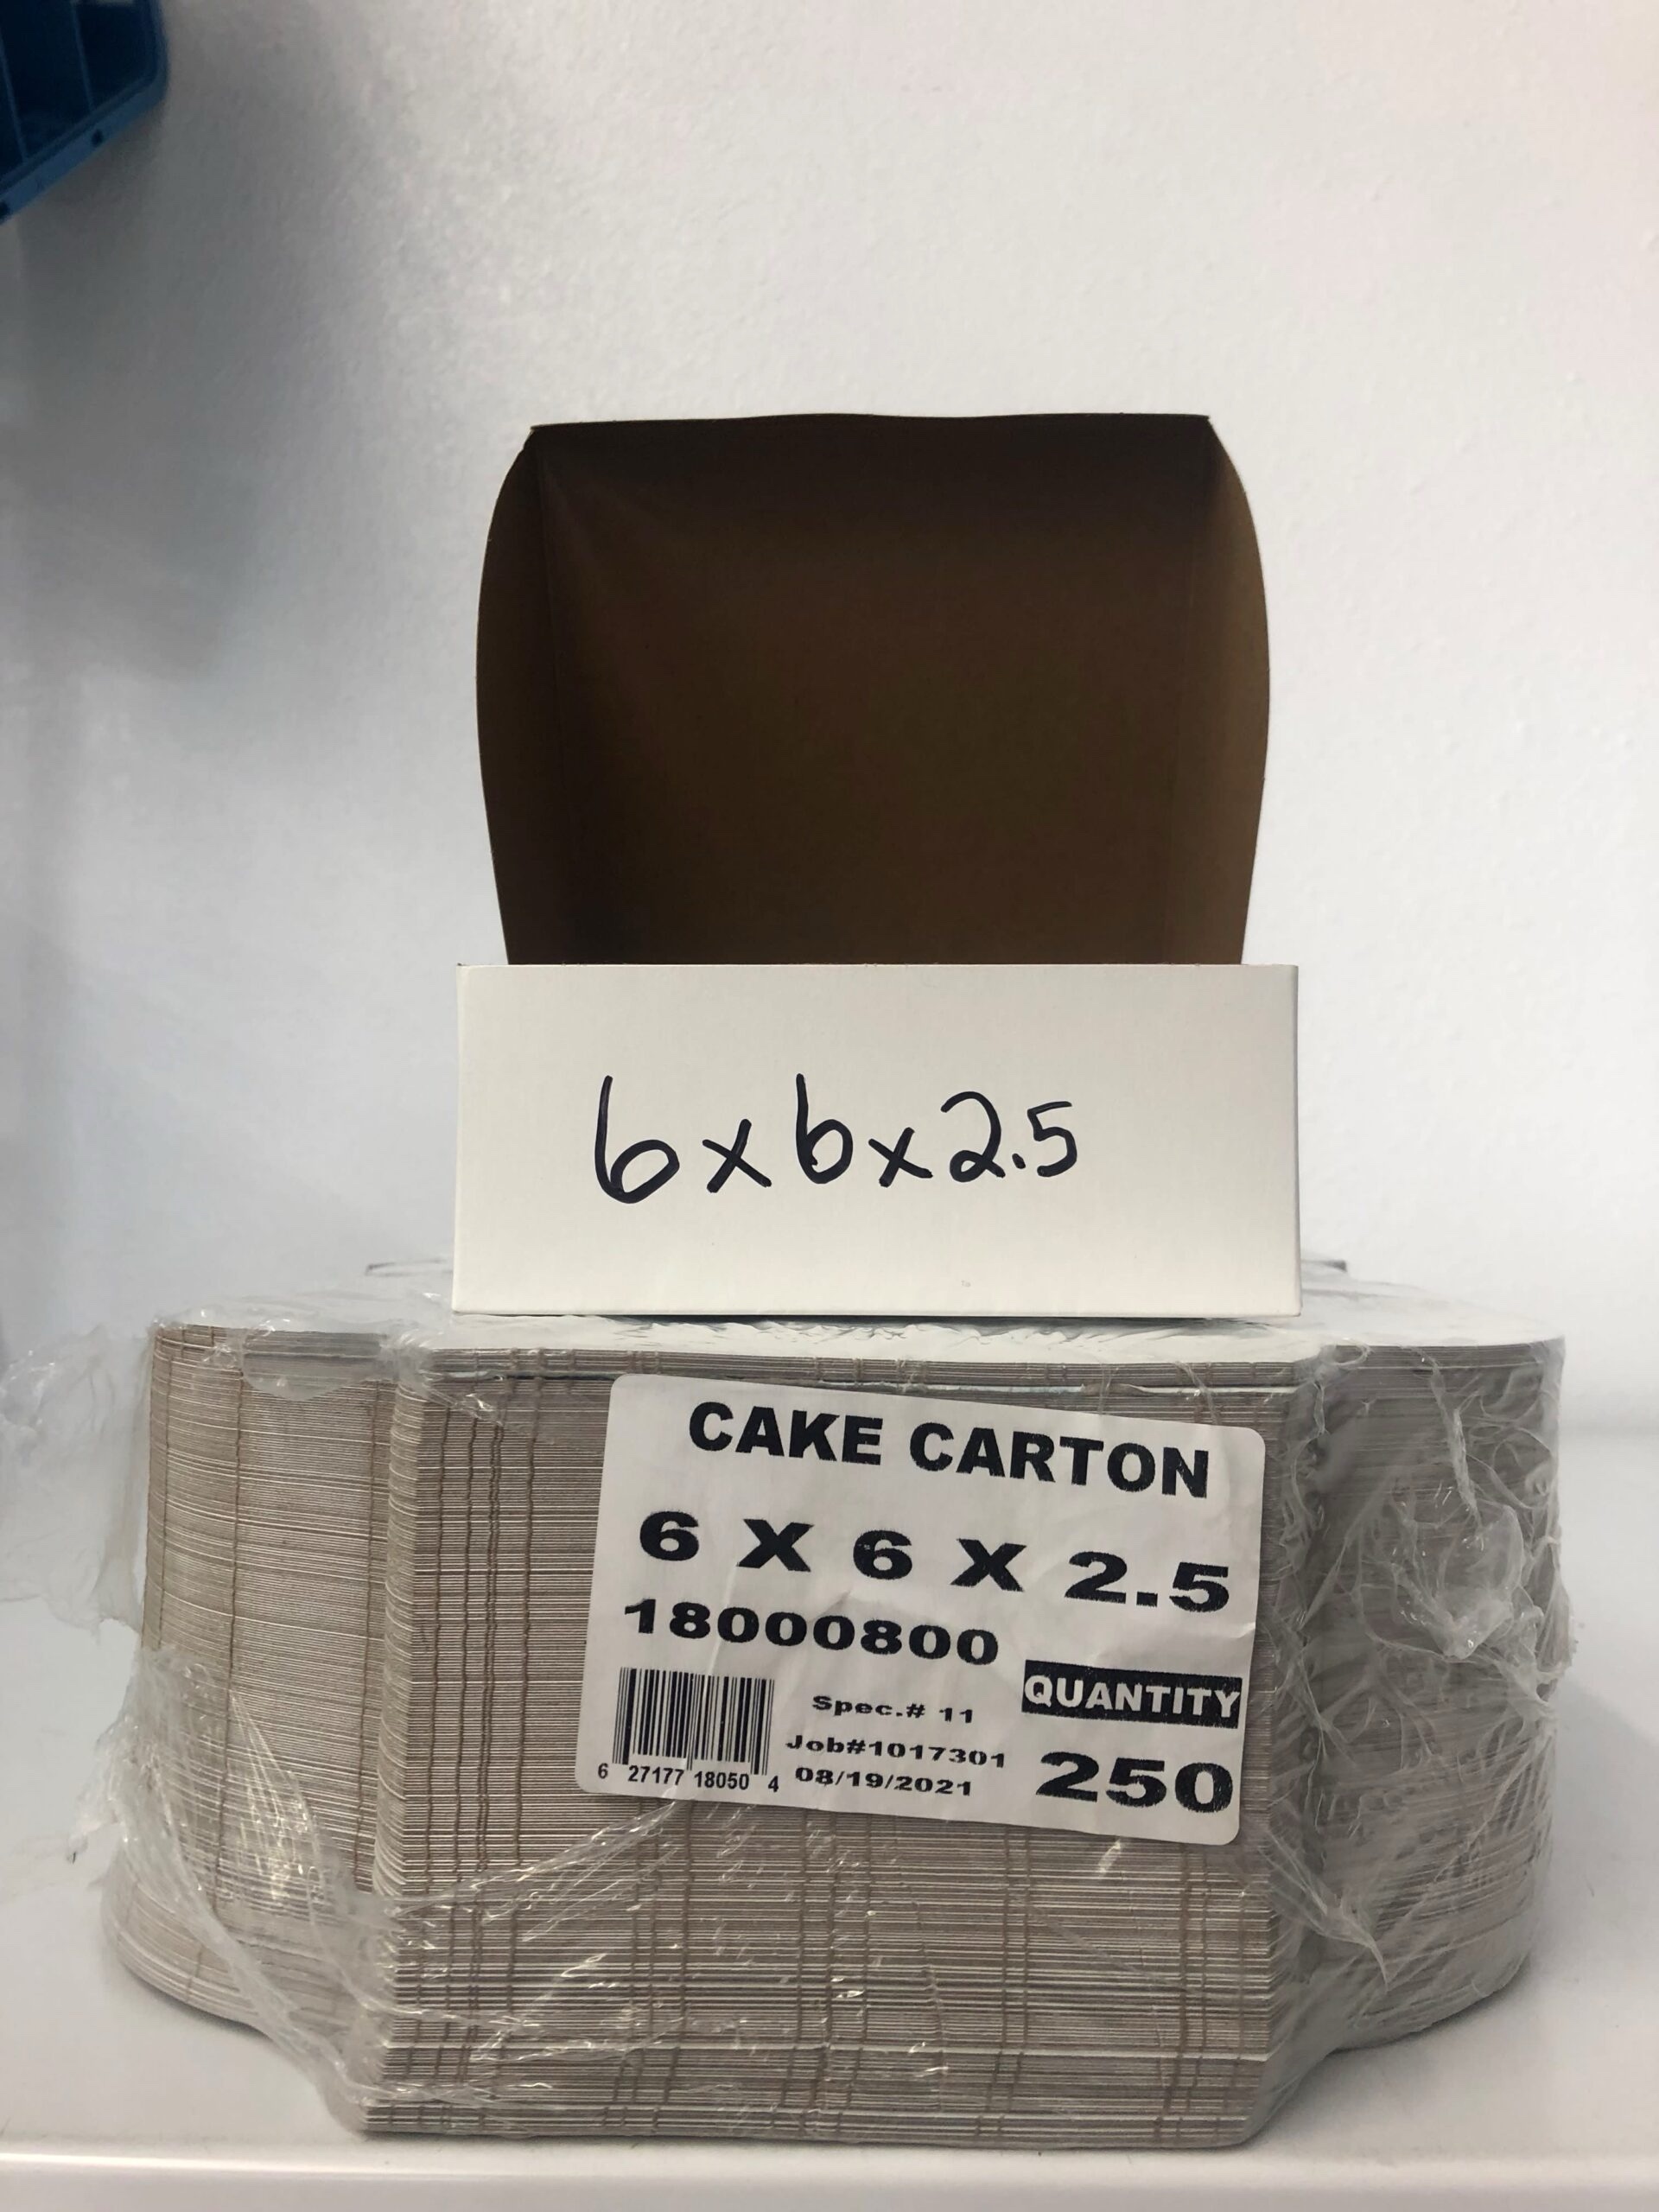 6x6x2.5
CAKE CARTON
6 X 6 X 2.5
18000800
QUANTITY
Spec.# 11
Job#1017301
250
08/19/2021
6 27177 18050 4